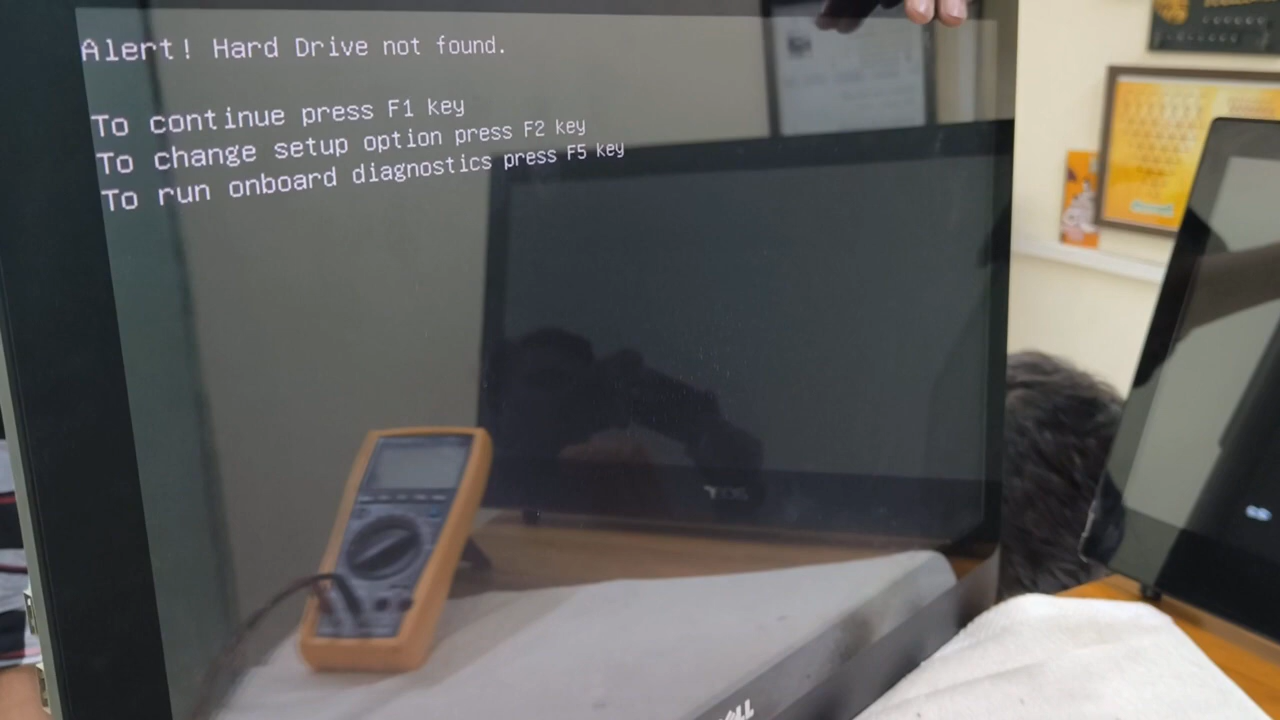 Alert! Hard Drive not found.
To continue press F1 key
To change setup option press F2 key
To run onboard diagnostics press F5 key
DELL